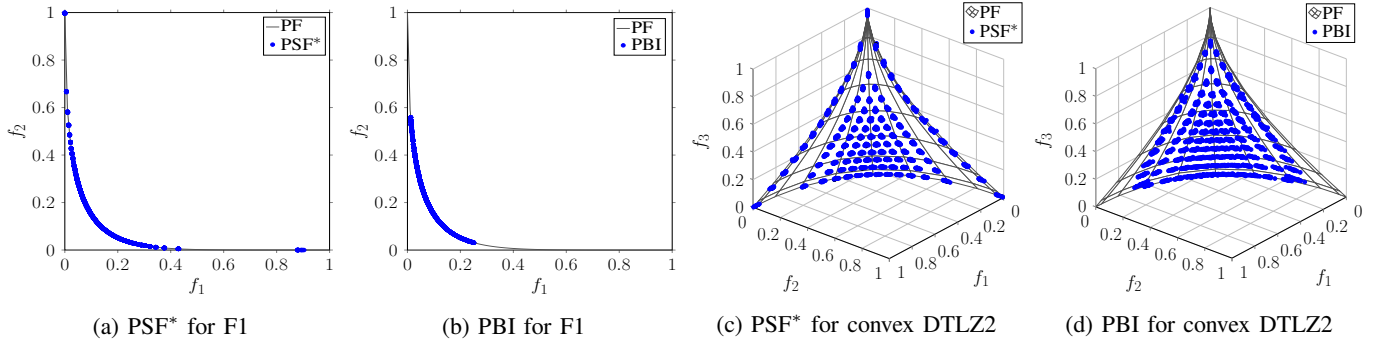 1
0.8
0.6
0.4
0.2
0
f₂
0 0.2 0.4 0.6 0.8 1
f₁
PF
PSF*
(a) PSF* for F1
1
0.8
0.6
0.4
0.2
0
f₂
0 0.2 0.4 0.6 0.8 1
f₁
PF
PBI
(b) PBI for F1
PF
PSF*
1
0.8
0.6
0.4
0.2
0
f₃
0.2 0.4 0.6 0.8 1
f₂
1 0.8 0.6 0.4 0.2 0
f₁
(c) PSF* for convex DTLZ2
PF
PBI
1
0.8
0.6
0.4
0.2
0
f₃
0.2 0.4 0.6 0.8 1
f₂
1 0.8 0.6 0.4 0.2 0
f₁
(d) PBI for convex DTLZ2